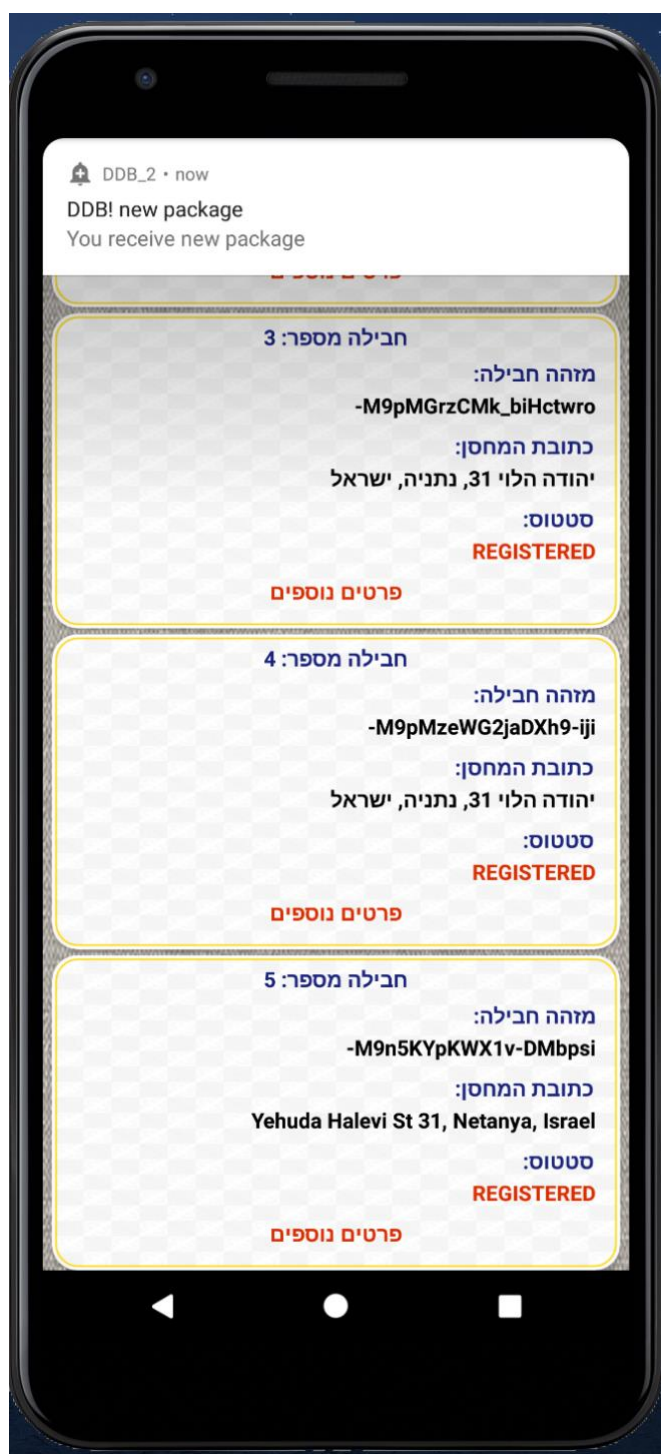 DDB_2 • now
DDB! new package
You receive new package
פרטים נוספים
חבילה מספר: 3
מזהה חבילה:
-M9pMGrzCMk_biHctwro
כתובת המחסן:
יהודה הלוי 31, נתניה, ישראל
סטטוס:
REGISTERED
פרטים נוספים
חבילה מספר: 4
מזהה חבילה:
-M9pMzeWG2jaDXh9-iji
כתובת המחסן:
יהודה הלוי 31, נתניה, ישראל
סטטוס:
REGISTERED
פרטים נוספים
חבילה מספר: 5
מזהה חבילה:
-M9n5KYpKWX1v-DMbpsi
כתובת המחסן:
Yehuda Halevi St 31, Netanya, Israel
סטטוס:
REGISTERED
פרטים נוספים